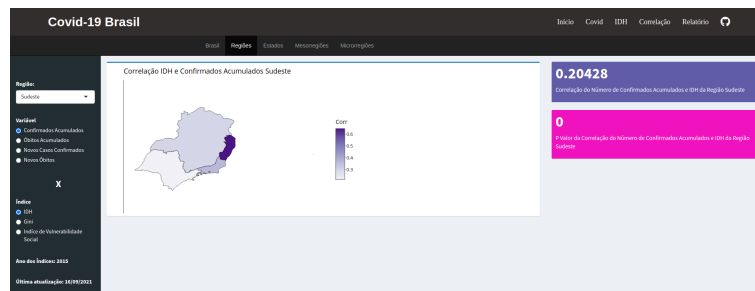 Covid-19 Brasil
Início Covid IDH Correlação Relatório
Brasil Regiões Estados Mesorregiões Microrregiões
Região:
Sudeste
Variável
Confirmados Acumulados
Óbitos Acumulados
Novos Casos Confirmados
Novos Óbitos
X
Índice
IDH
Gini
Indíce de Vulnerabilidade
Social
Ano dos Índices: 2015
Última atualização: 16/09/2021
Correlação IDH e Confirmados Acumulados Sudeste
Corr
0.6
0.5
0.4
0.3
0.20428
Correlação do Número de Confirmados Acumulados e IDH da Região Sudeste
0
P Valor da Correlação do Número de Confirmados Acumulados e IDH da Região
Sudeste